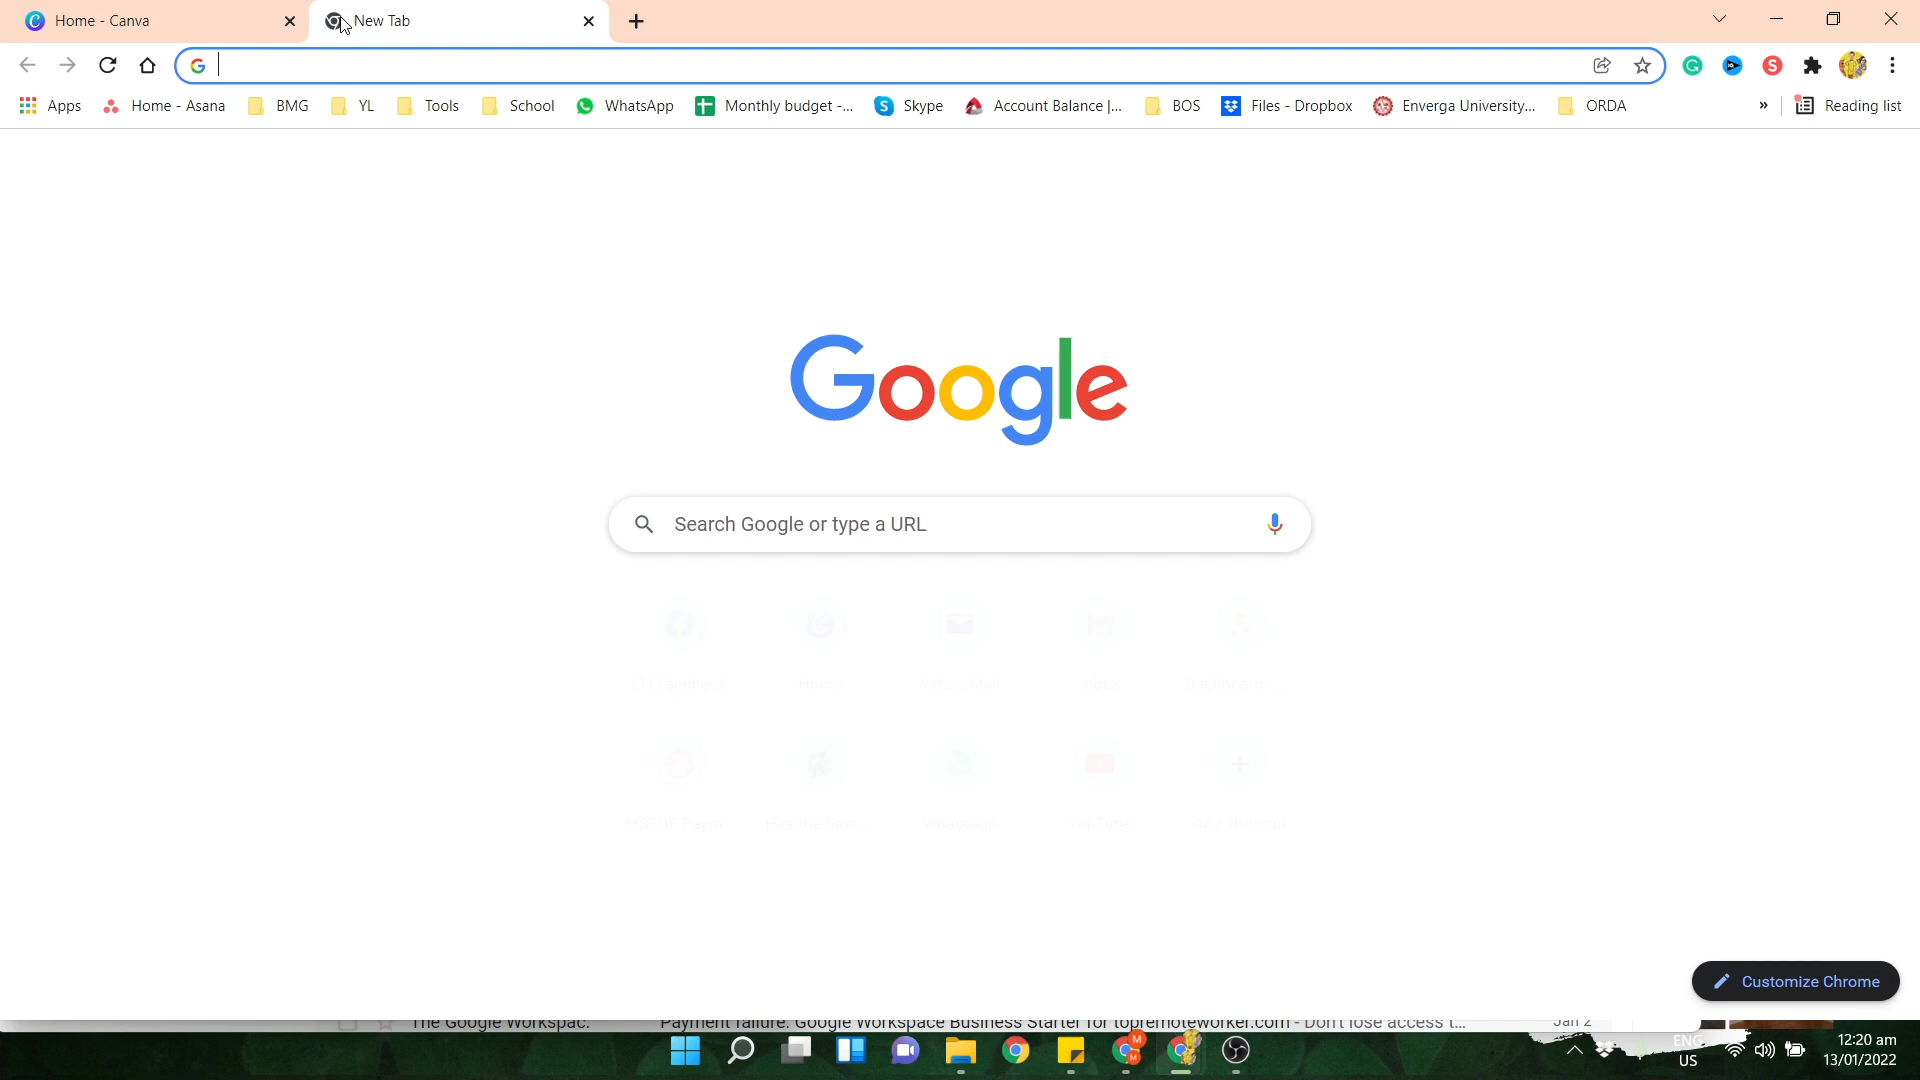 Home - Canva
New Tab
Apps
Home - Asana
BMG
YL
Tools
School
WhatsApp
Monthly budget -...
Skype
Account Balance |...
BOS
Files - Dropbox
Enverga University...
ORDA
»
Reading list
Google
Search Google or type a URL
(1) Facebook
Home
Yahoo Mail
Inbox
Dashboard
Hire the best
WhatsApp
YouTube
Add shortcut
Customize Chrome
The Google Workspac.
Payment failure: Google Workspace Business Starter for topremoteworker.com - Don't lose access t...
Jan 2
ENG
US
12:20 am
13/01/2022